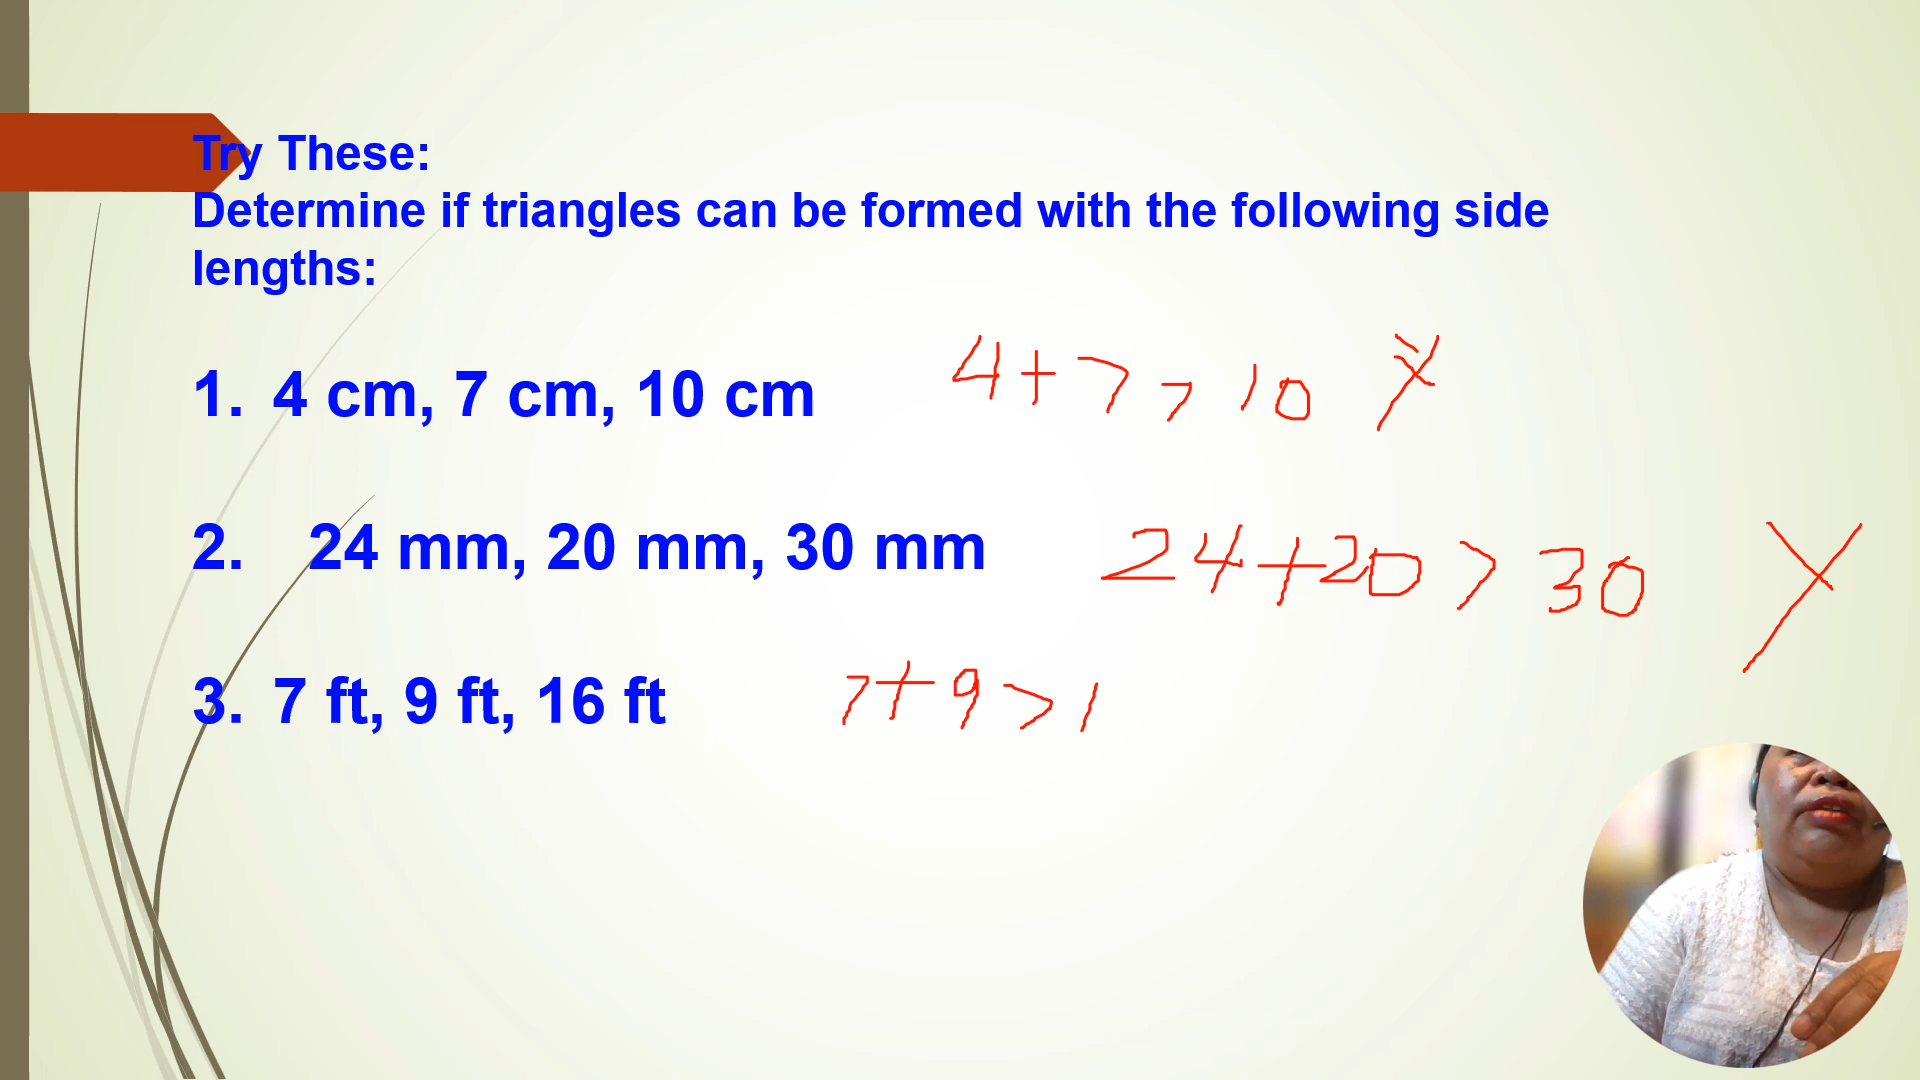 Try These:
Determine if triangles can be formed with the following side
lengths:
1. 4 cm, 7 cm, 10 cm
4+7>10 Y
2. 24 mm, 20 mm, 30 mm
24+20>30 Y
3. 7 ft, 9 ft, 16 ft
7+9>1